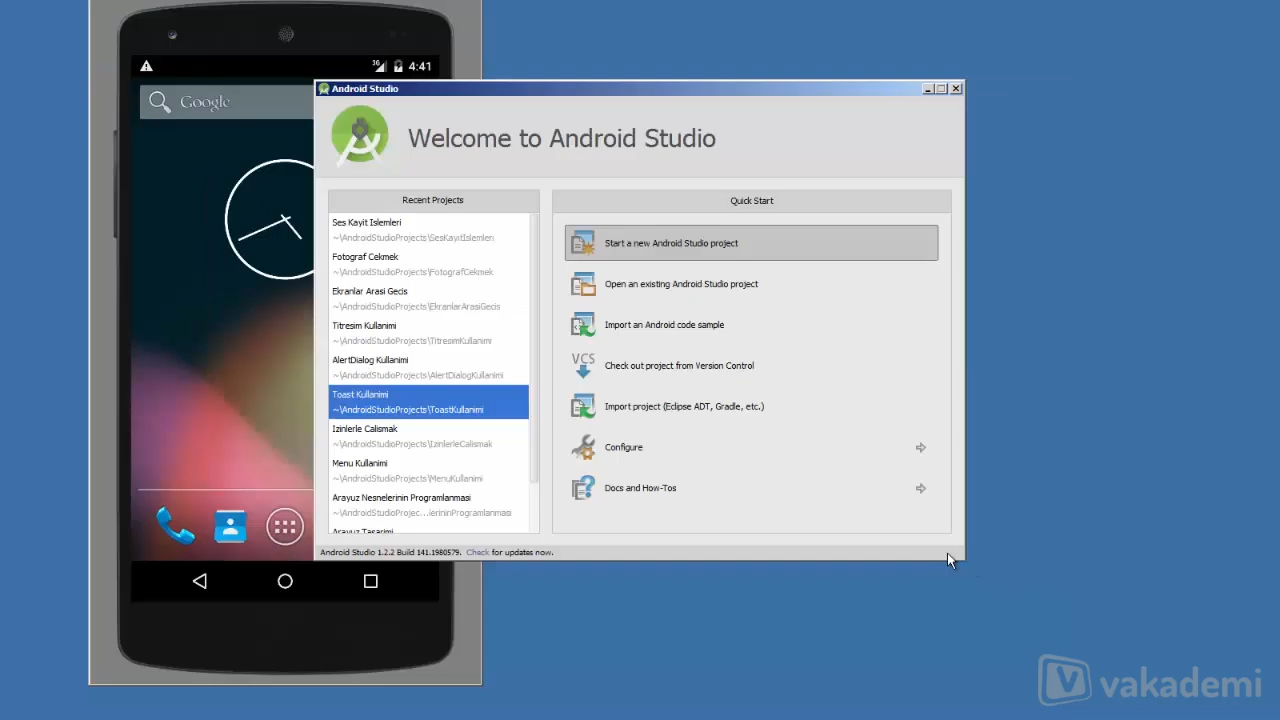 3G
4:41
Google
Android Studio
Welcome to Android Studio
Recent Projects
Ses Kayit Islemleri
~\AndroidStudioProjects\SesKayitIslemleri
Fotograf Cekmek
~\AndroidStudioProjects\FotografCekmek
Ekranlar Arasi Gecis
~\AndroidStudioProjects\EkranlarArasiGecis
Titresim Kullanimi
~\AndroidStudioProjects\TitresimKullanimi
AlertDialog Kullanimi
~\AndroidStudioProjects\AlertDialogKullanimi
Toast Kullanimi
~\AndroidStudioProjects\ToastKullanimi
Izinlerle Calismak
~\AndroidStudioProjects\IzinlerleCalismak
Menu Kullanimi
~\AndroidStudioProjects\MenuKullanimi
Arayuz Nesnelerinin Programlanmasi
~\AndroidStudioProjec...lerininProgramlanmasi
Arayuz Tasarimi
Quick Start
Start a new Android Studio project
Open an existing Android Studio project
Import an Android code sample
VCS
Check out project from Version Control
Import project (Eclipse ADT, Gradle, etc.)
Configure
Docs and How-Tos
Android Studio 1.2.2 Build 141.1980579. Check for updates now.
vakademi